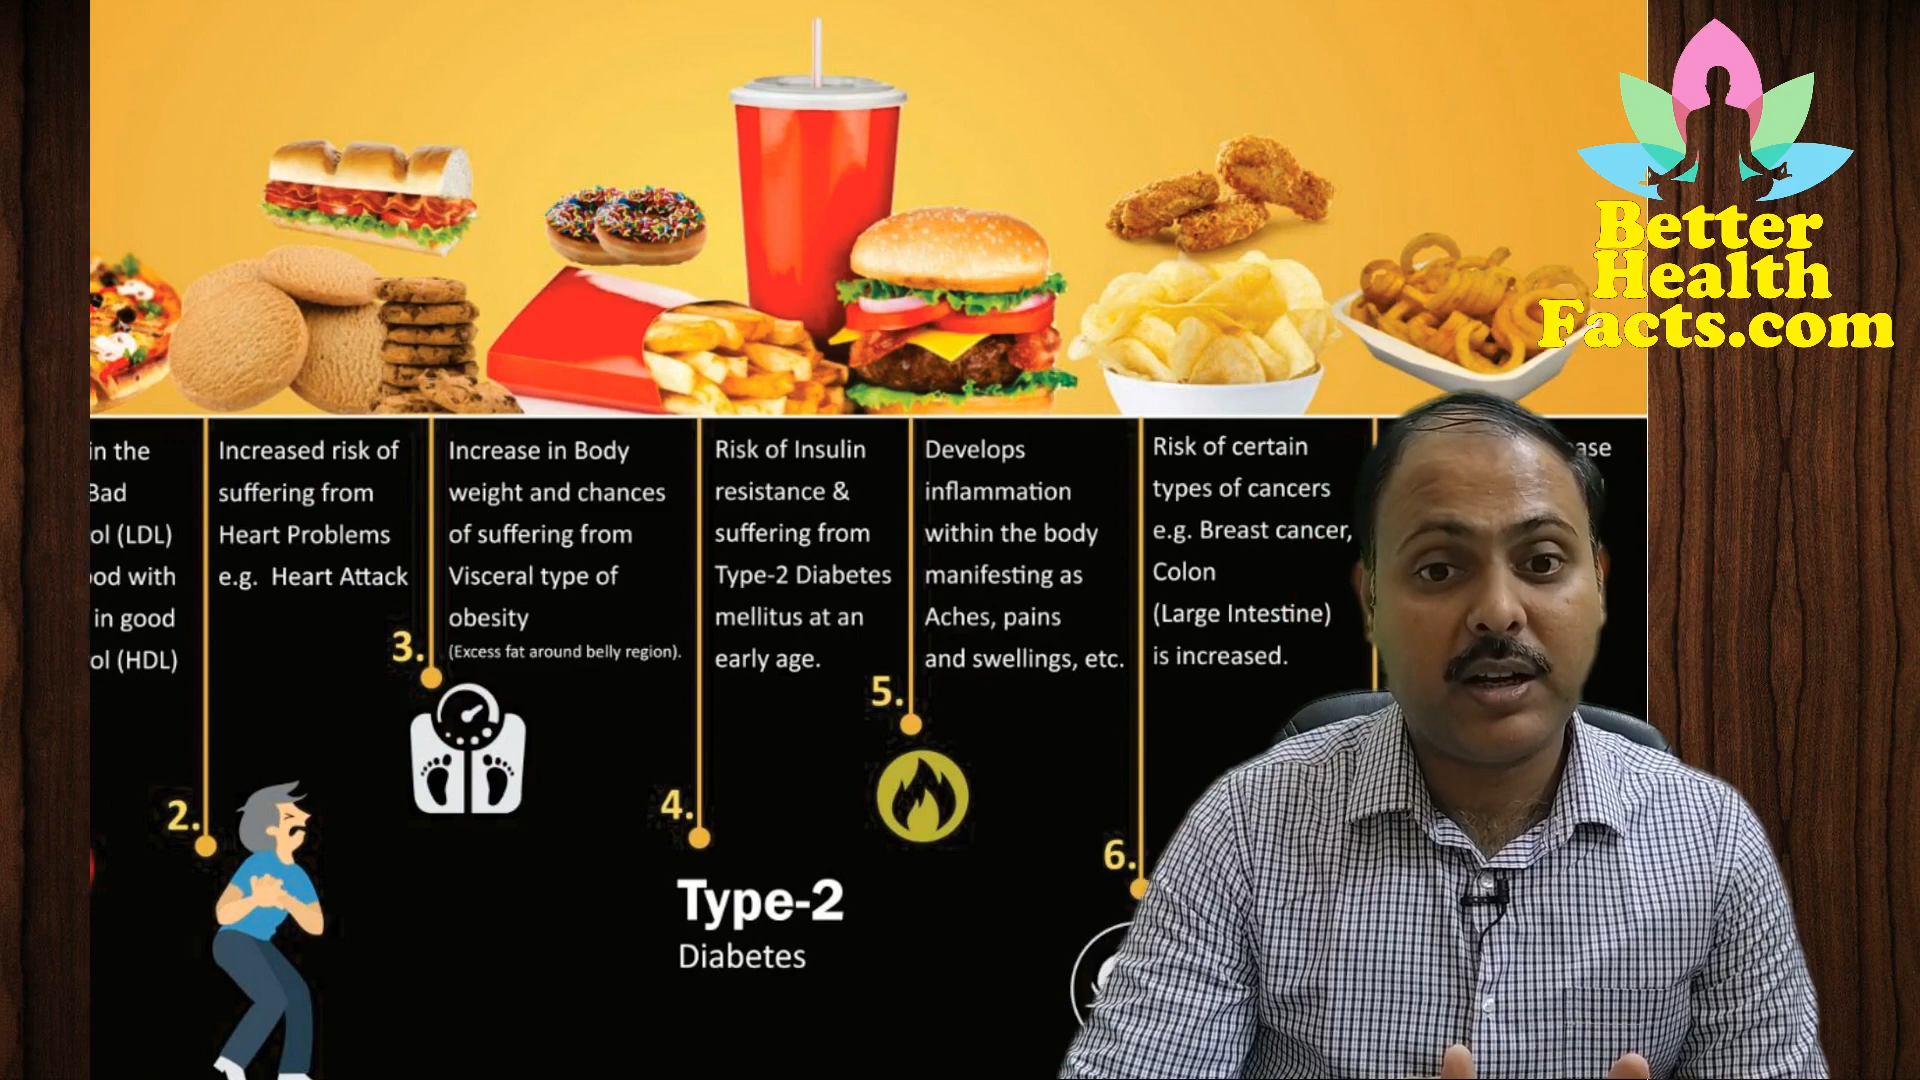 Better
Health
Facts.com
in the
Bad
ol (LDL)
od with
in good
ol (HDL)
2.
Increased risk of
suffering from
Heart Problems
e.g. Heart Attack
3.
Increase in Body
weight and chances
of suffering from
Visceral type of
obesity
(Excess fat around belly region).
4.
Risk of Insulin
resistance &
suffering from
Type-2 Diabetes
mellitus at an
early age.
Type-2
Diabetes
5.
Develops
inflammation
within the body
manifesting as
Aches, pains
and swellings, etc.
6.
Risk of certain
types of cancers
e.g. Breast cancer,
Colon
(Large Intestine)
is increased.
ase